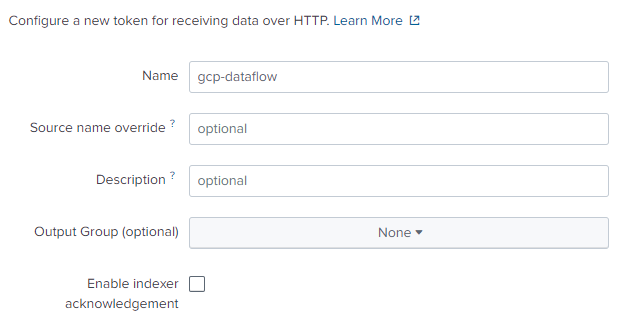 Configure a new token for receiving data over HTTP. Learn More
Name gcp-dataflow
Source name override ? optional
Description ? optional
Output Group (optional) None
Enable indexer
acknowledgement